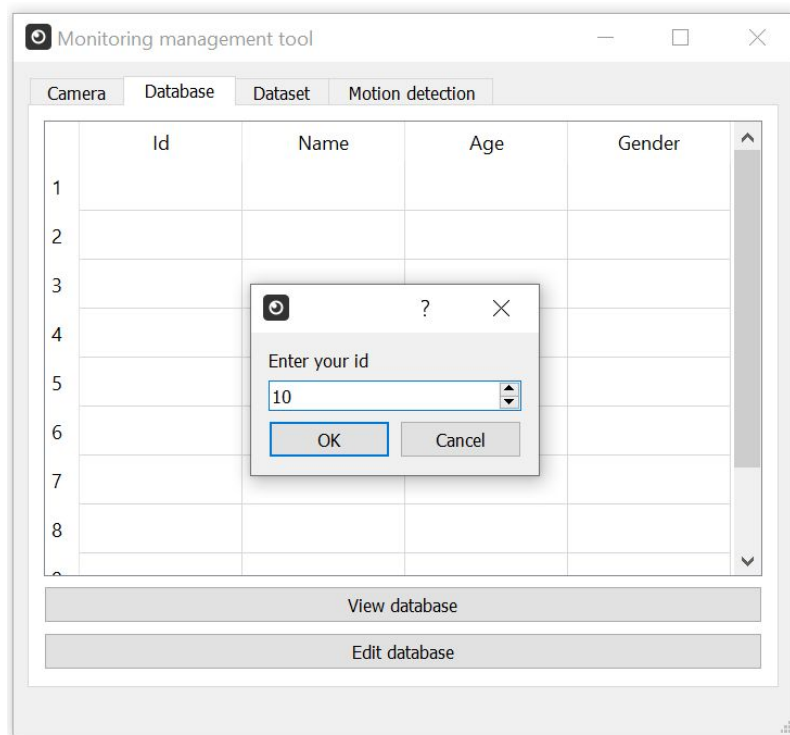 Monitoring management tool
Camera Database Dataset Motion detection
Id Name Age Gender
1
2
3
?
4
Enter your id
5
10
6
OK Cancel
7
8
View database
Edit database